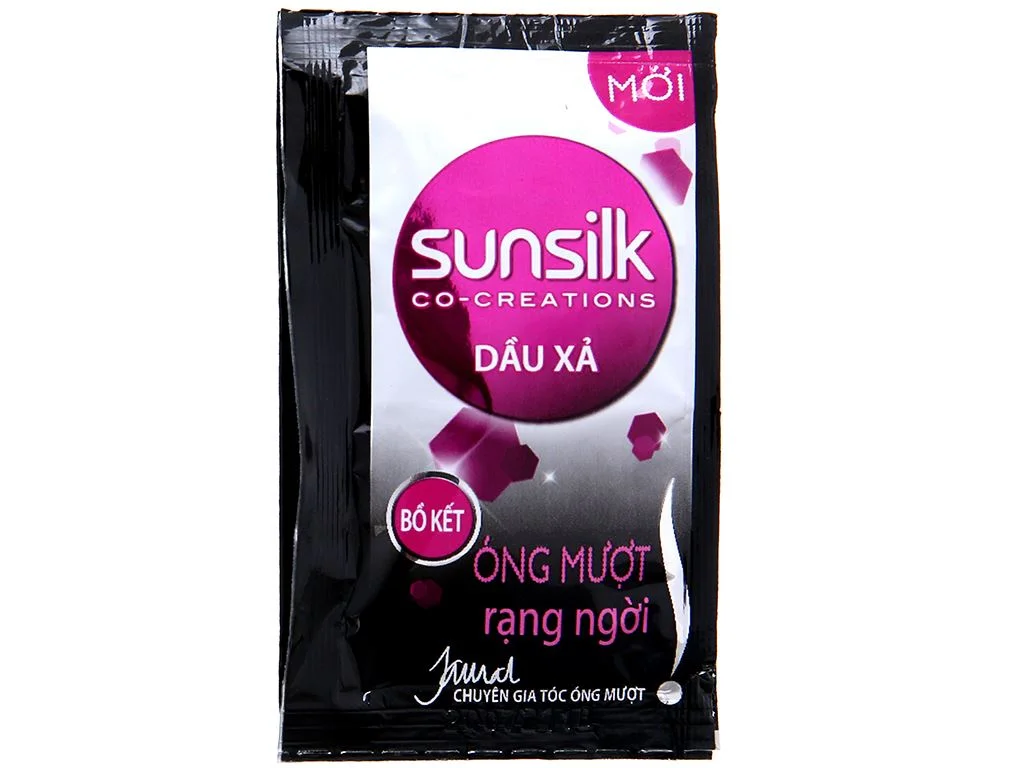 MỚI
sunsilk
CO-CREATIONS
DẦU XẢ
BỒ KẾT
ÓNG MƯỢT
rạng ngời
CHUYÊN GIA TÓC ÓNG MƯỢT